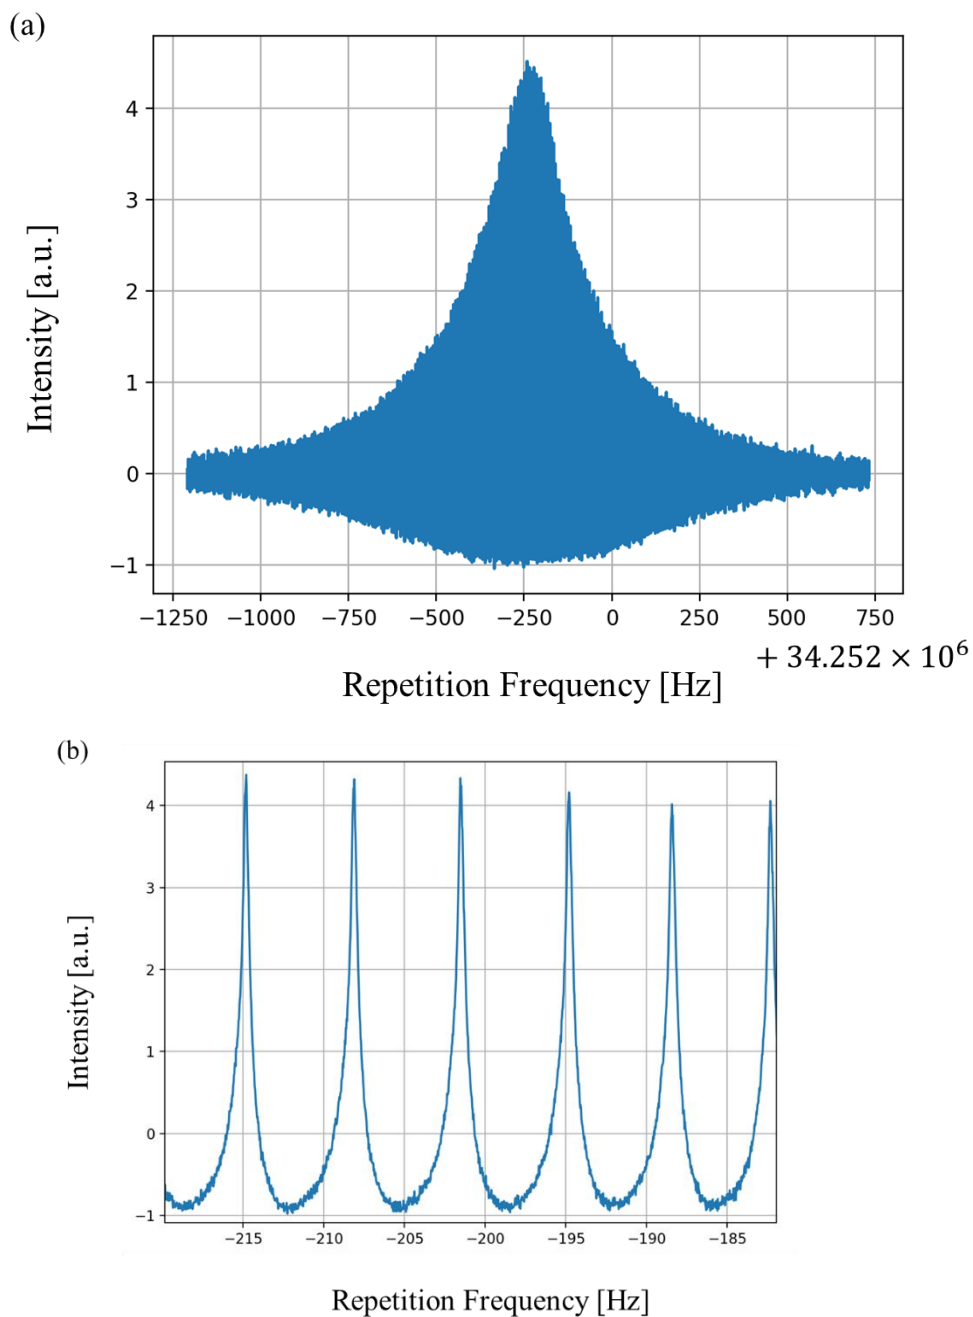 (a)
4
3
2
1
0
−1
Intensity [a.u.]
−1250 −1000 −750 −500 −250 0 250 500 750
+ 34.252 × 10⁶
Repetition Frequency [Hz]
(b)
4
3
2
1
0
−1
Intensity [a.u.]
−215 −210 −205 −200 −195 −190 −185
Repetition Frequency [Hz]